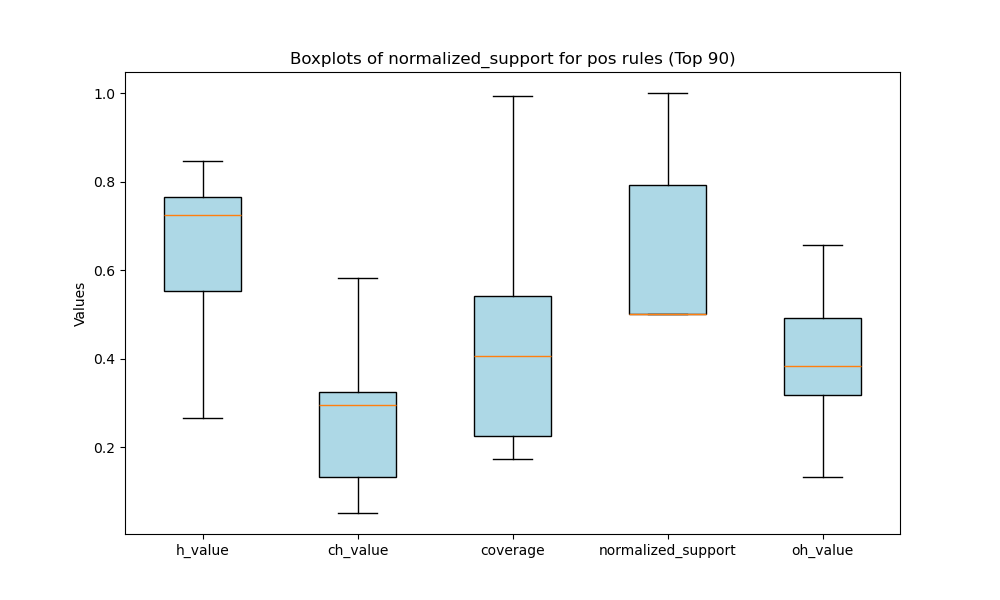 Boxplots of normalized_support for pos rules (Top 90)
Values
1.0
0.8
0.6
0.4
0.2
h_value
ch_value
coverage
normalized_support
oh_value